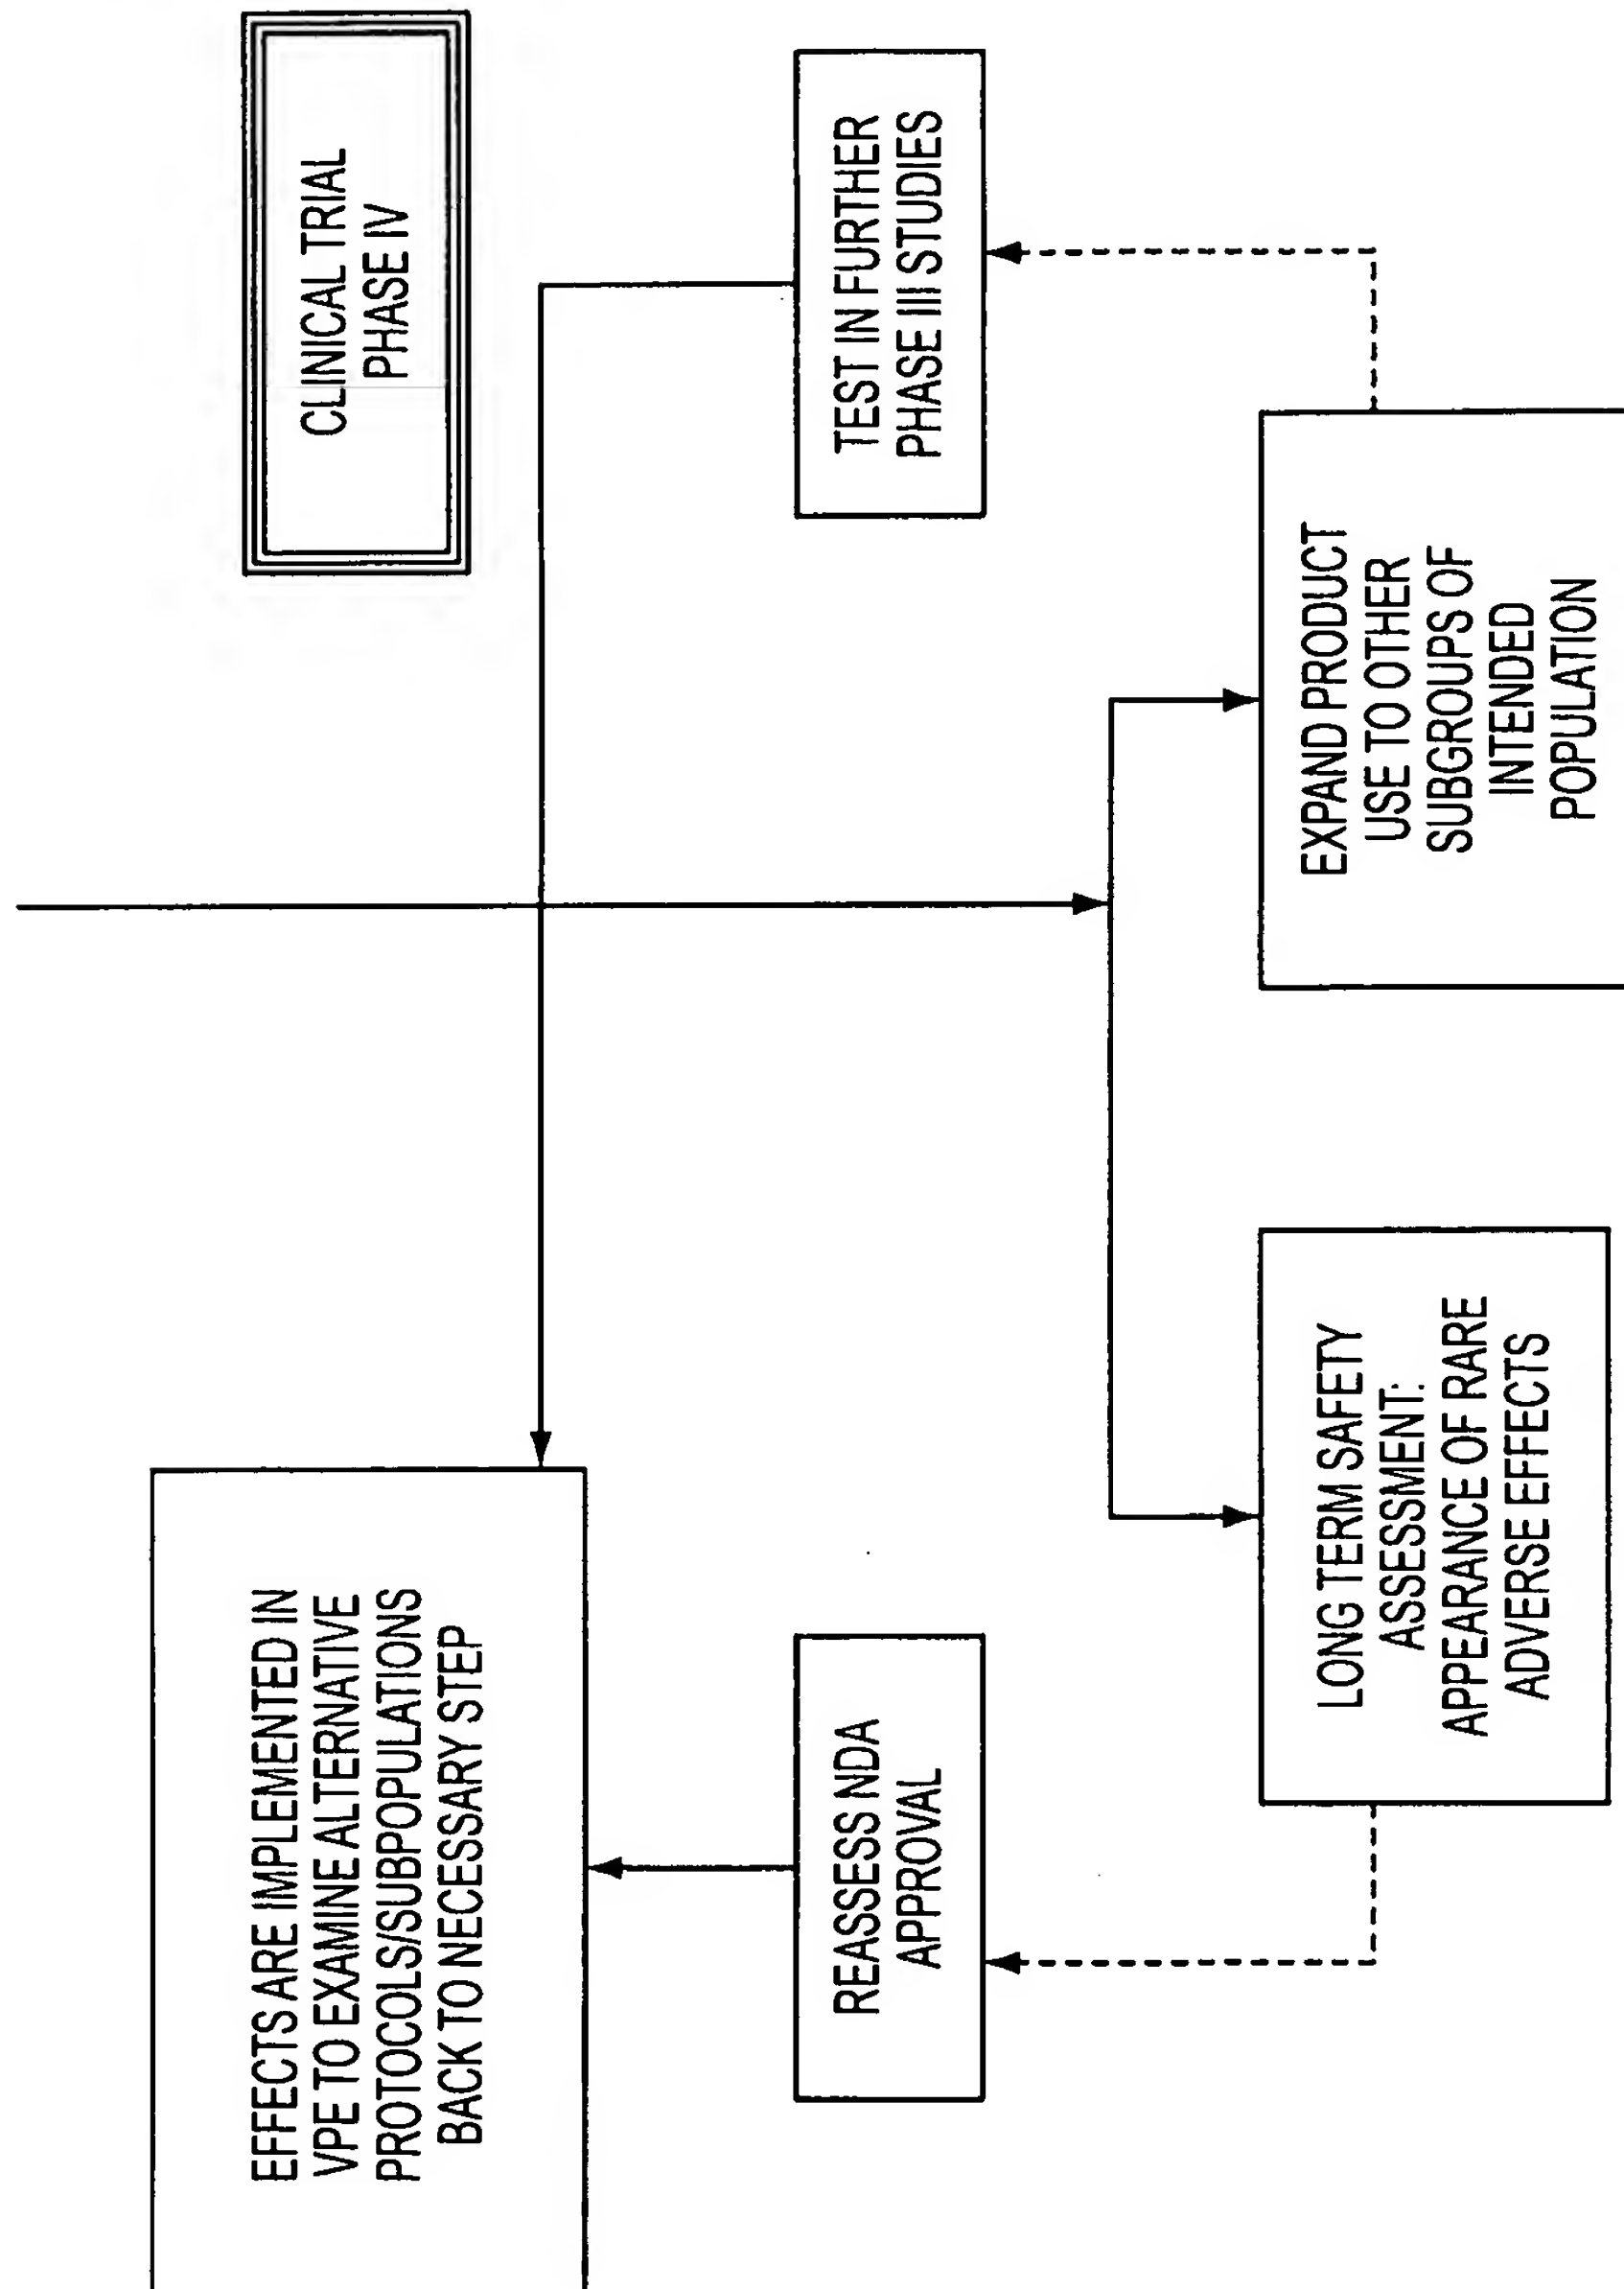 CLINICAL TRIAL
PHASE IV
EFFECTS ARE IMPLEMENTED IN
VPE TO EXAMINE ALTERNATIVE
PROTOCOLS/SUBPOPULATIONS
BACK TO NECESSARY STEP
REASSESS NDA
APPROVAL
TEST IN FURTHER
PHASE III STUDIES
LONG TERM SAFETY
ASSESSMENT:
APPEARANCE OF RARE
ADVERSE EFFECTS
EXPAND PRODUCT
USE TO OTHER
SUBGROUPS OF
INTENDED
POPULATION